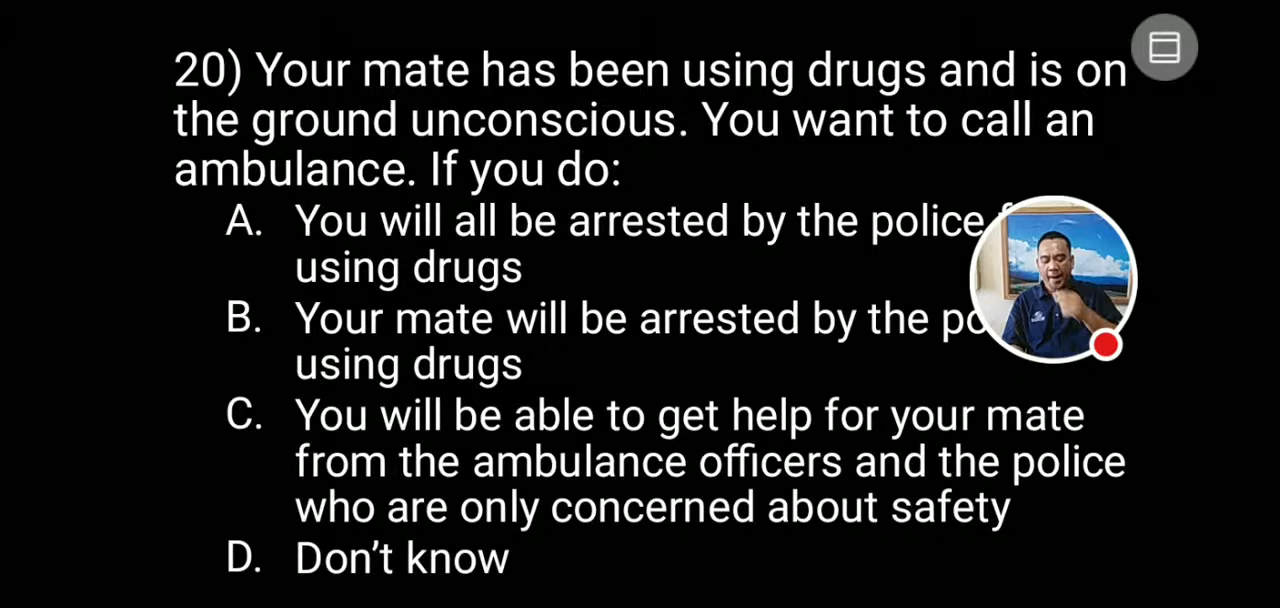 20) Your mate has been using drugs and is on
the ground unconscious. You want to call an
ambulance. If you do:
A. You will all be arrested by the police
using drugs
B. Your mate will be arrested by the
using drugs
C. You will be able to get help for your mate
from the ambulance officers and the police
who are only concerned about safety
D. Don't know